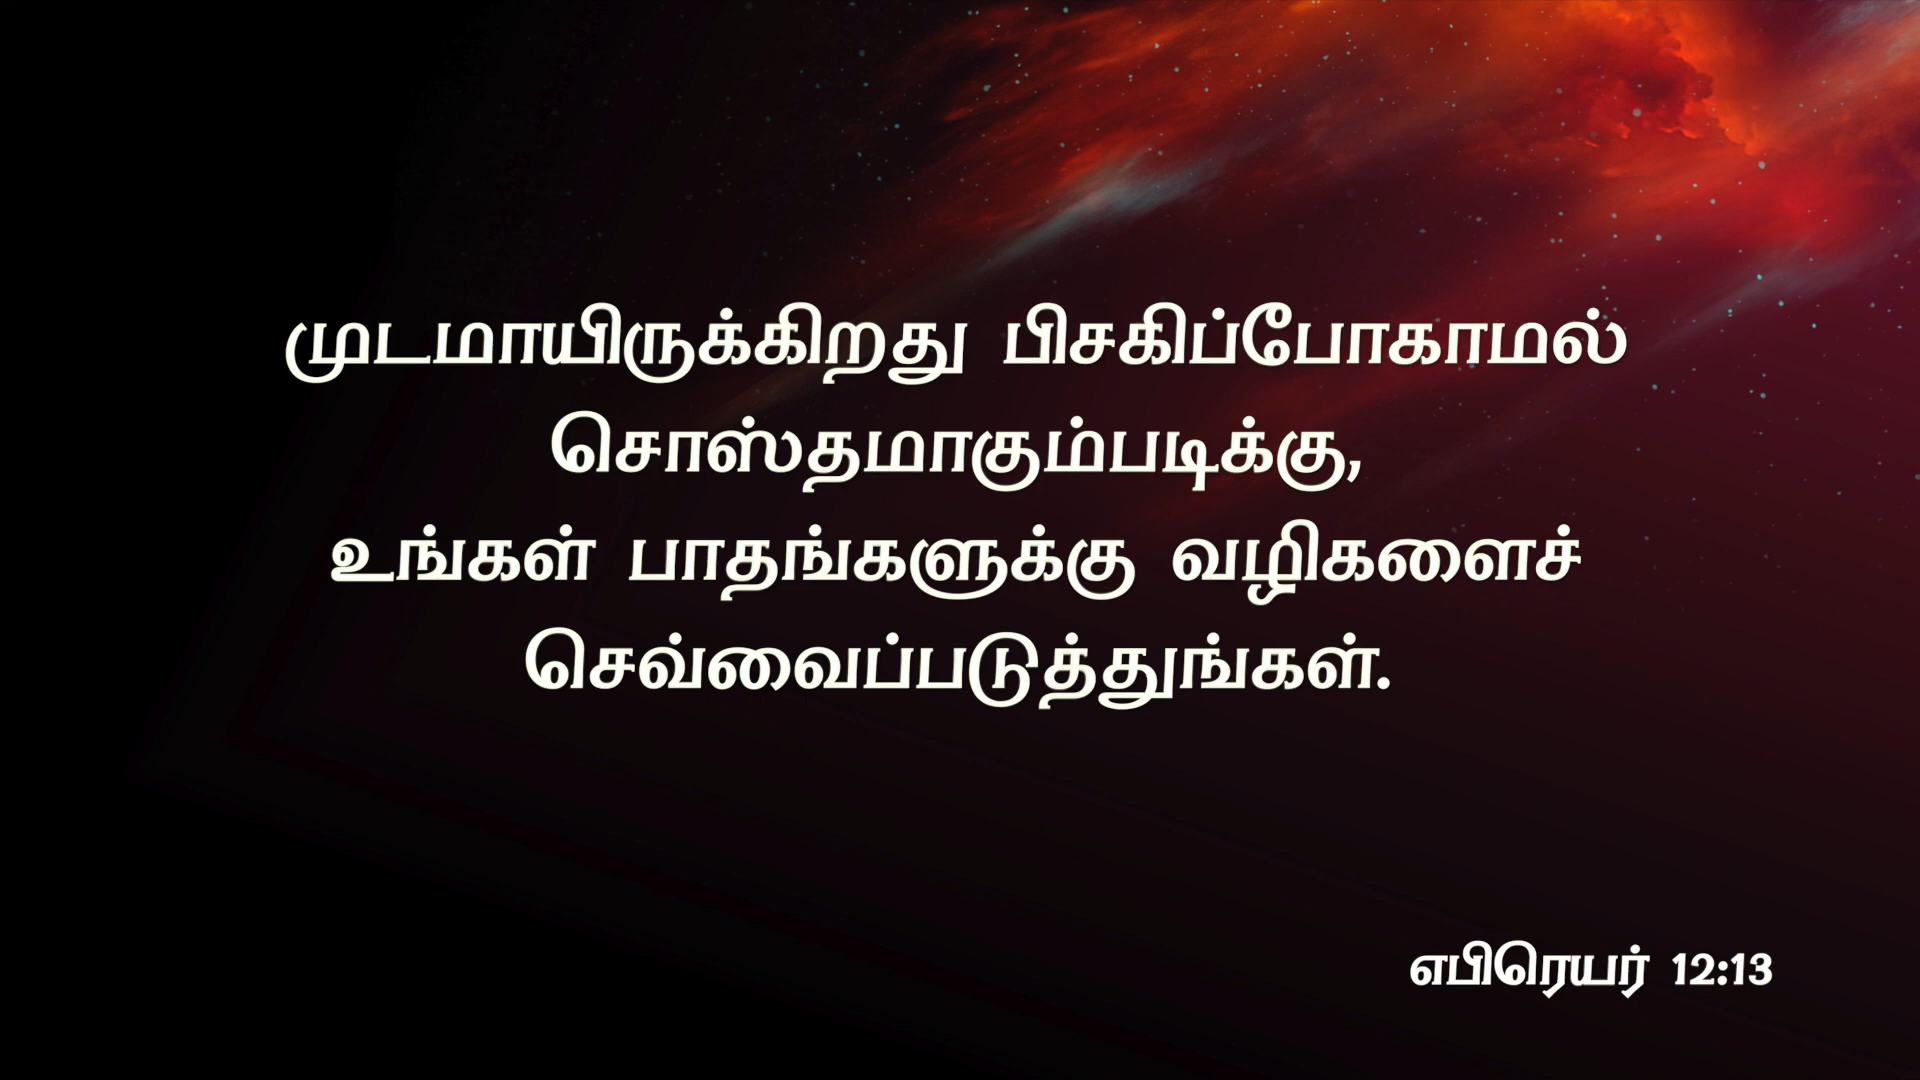 முடமாயிருக்கிறது பிசகிப்போகாமல்
சொஸ்தமாகும்படிக்கு,
உங்கள் பாதங்களுக்கு வழிகளைச்
செவ்வைப்படுத்துங்கள்.
எபிரெயர் 12:13